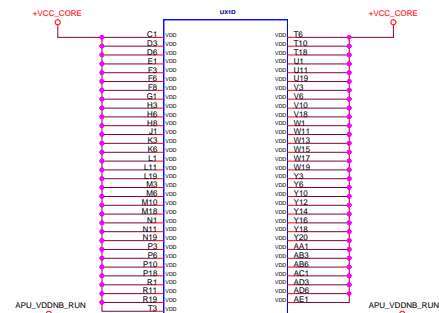 +VCC_CORE UX1D +VCC_CORE
C1 VDD VDD T6
D3 VDD VDD T10
D6 VDD VDD T18
E1 VDD VDD U1
F3 VDD VDD U11
F6 VDD VDD U19
F8 VDD VDD V3
G1 VDD VDD V6
H3 VDD VDD V10
H6 VDD VDD V18
H8 VDD VDD W1
J1 VDD VDD W11
K3 VDD VDD W13
K6 VDD VDD W15
L1 VDD VDD W17
L11 VDD VDD W19
L19 VDD VDD Y3
M3 VDD VDD Y6
M6 VDD VDD Y10
M10 VDD VDD Y12
M18 VDD VDD Y14
N1 VDD VDD Y16
N11 VDD VDD Y18
N19 VDD VDD Y20
P3 VDD VDD AA1
P6 VDD VDD AB3
P10 VDD VDD AB6
P18 VDD VDD AC1
R1 VDD VDD AD3
R11 VDD VDD AD6
R19 VDD VDD AE1
T3 VDD
APU_VDDNB_RUN APU_VDDNB_RUN